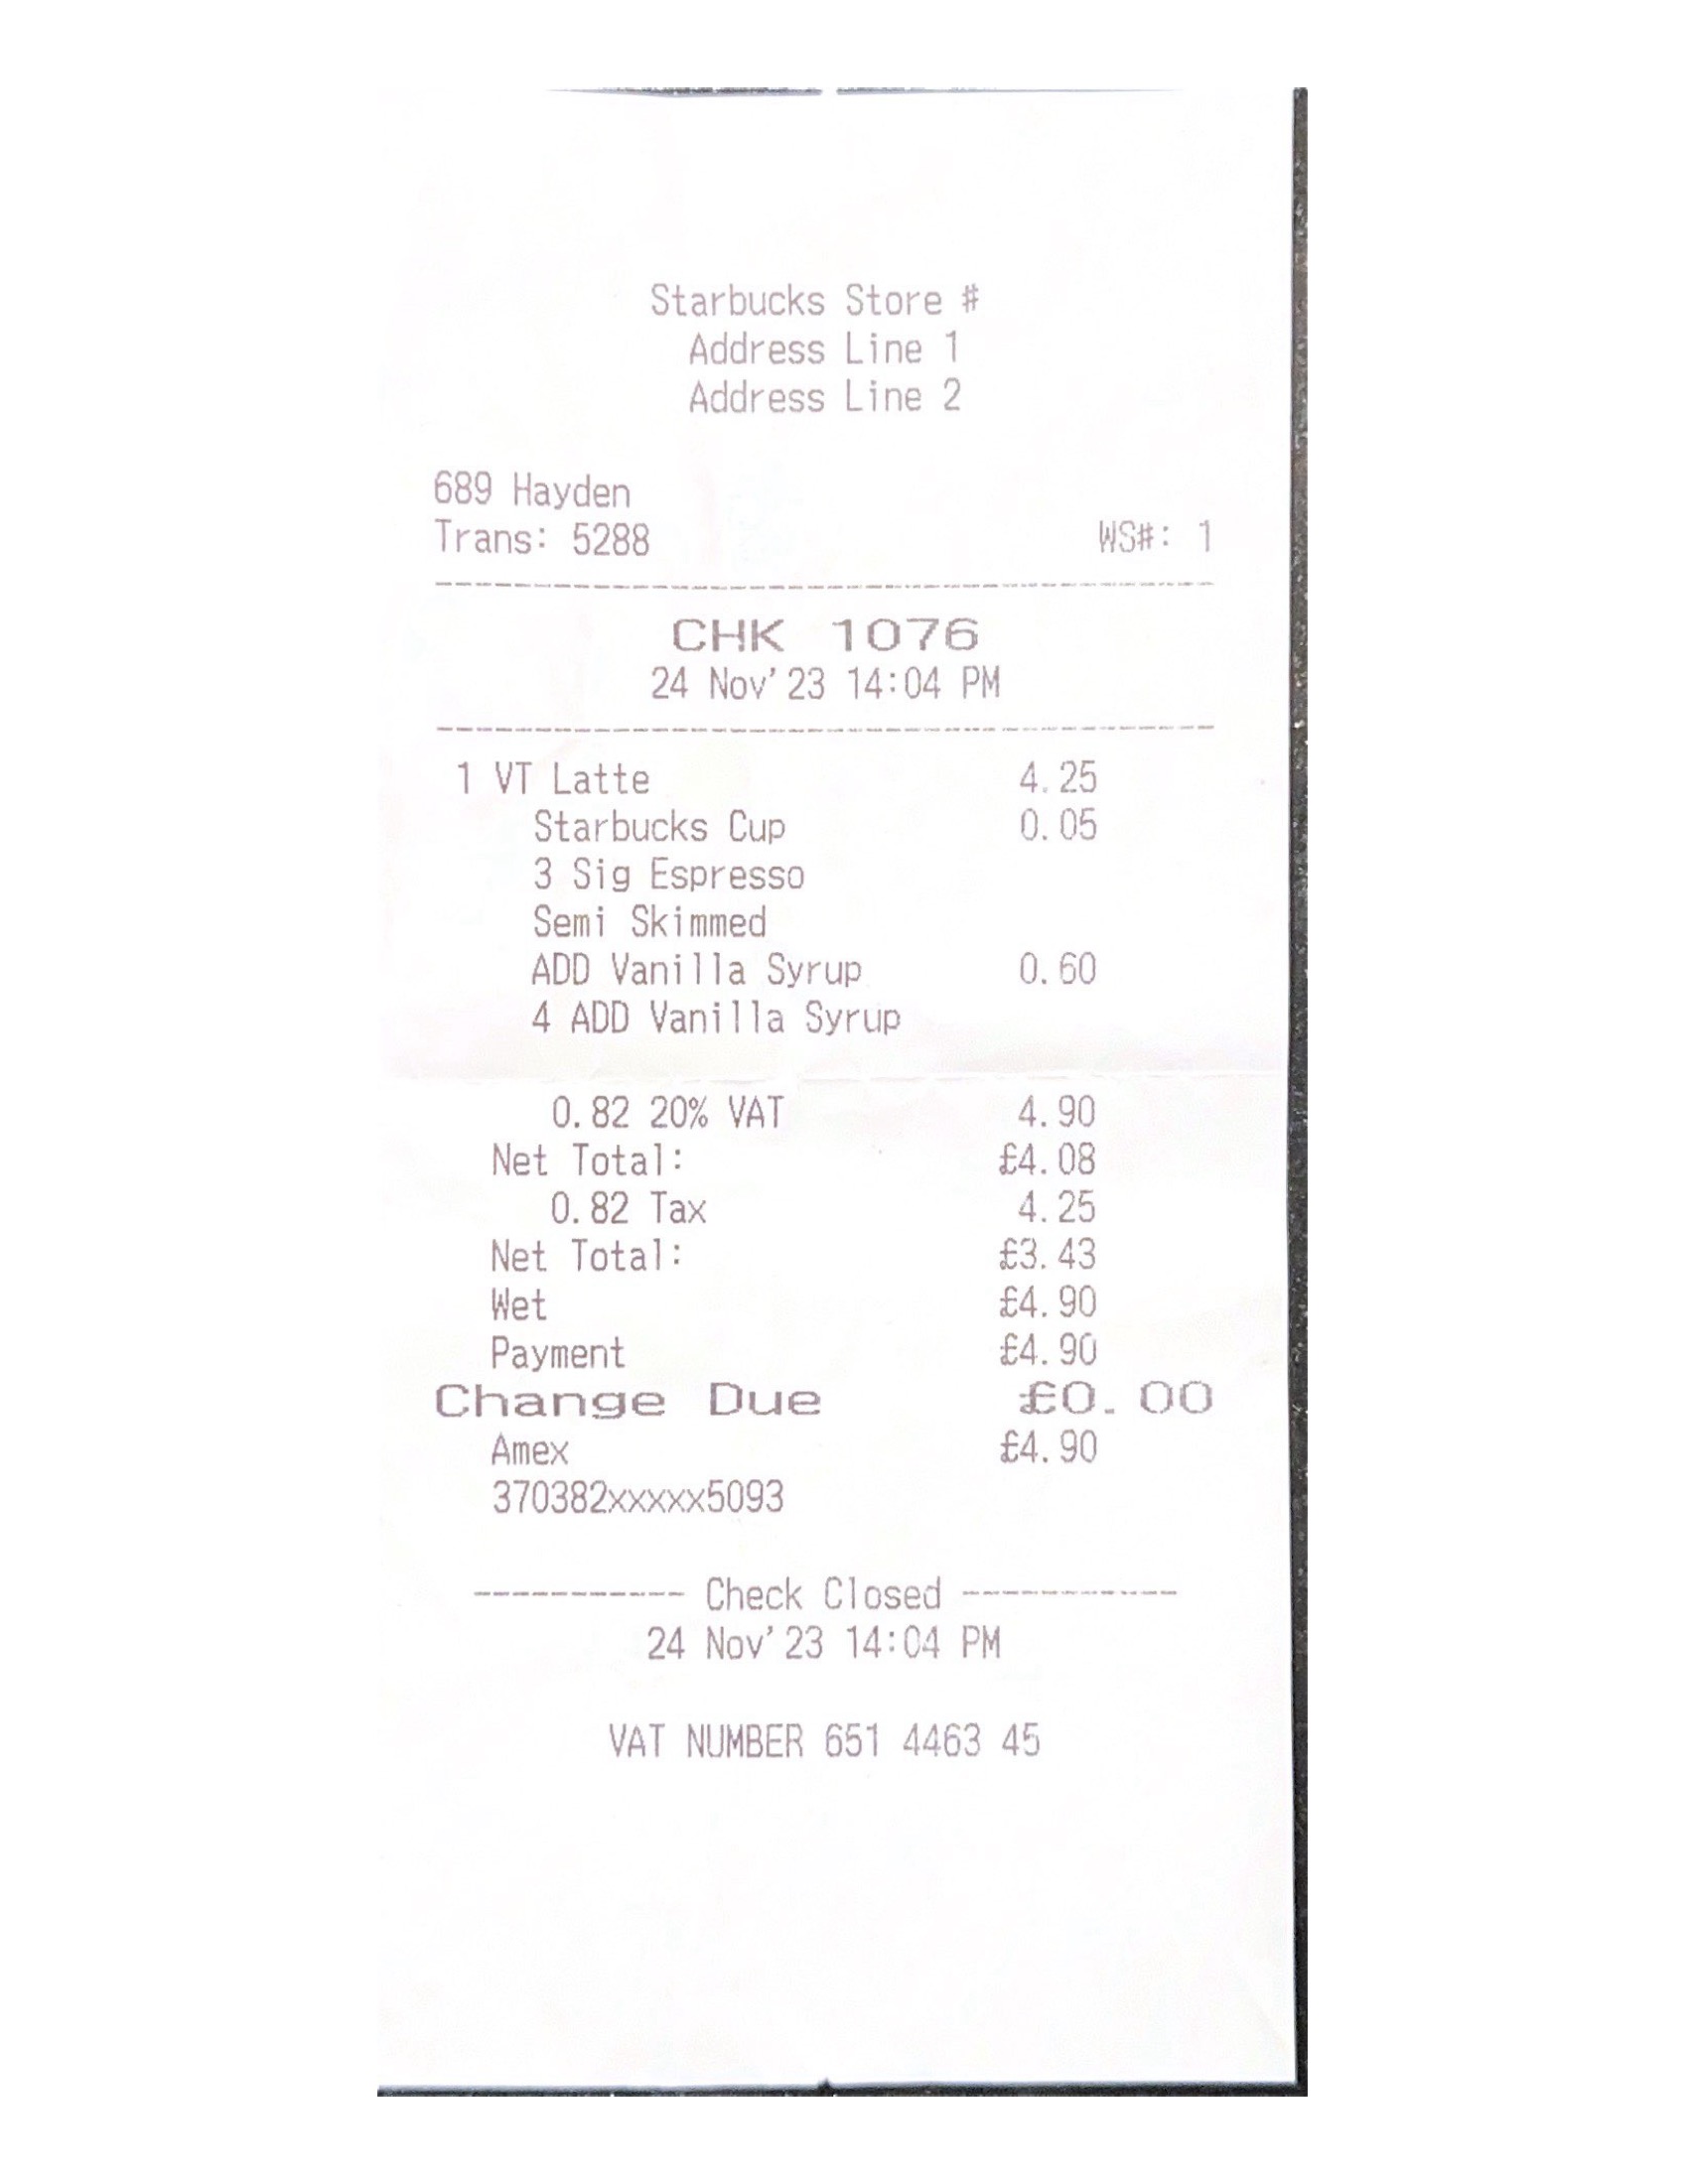 Starbucks Store #
Address Line 1
Address Line 2
689 Hayden
Trans: 5288 WS#: 1
------------------------------------------
CHK 1076
24 Nov'23 14:04 PM
------------------------------------------
1 VT Latte 4.25
Starbucks Cup 0.05
3 Sig Espresso
Semi Skimmed
ADD Vanilla Syrup 0.60
4 ADD Vanilla Syrup
0.82 20% VAT 4.90
Net Total: £4.08
0.82 Tax 4.25
Net Total: £3.43
Wet £4.90
Payment £4.90
Change Due £0.00
Amex £4.90
370382xxxxx5093
----------- Check Closed -----------
24 Nov'23 14:04 PM
VAT NUMBER 651 4463 45